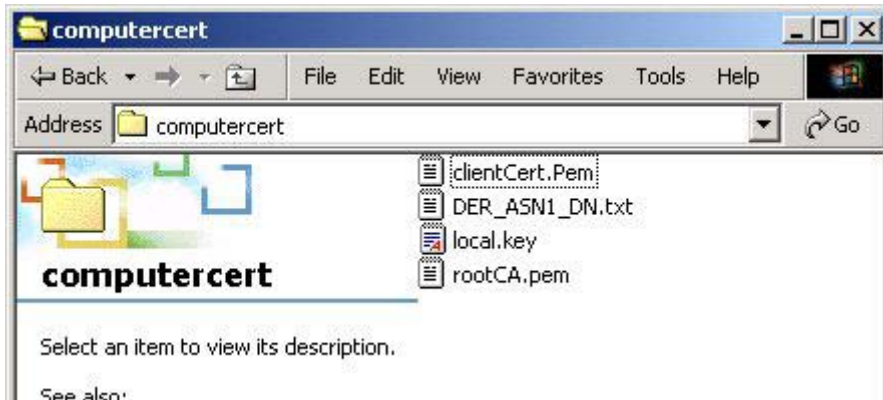 computercert
Back File Edit View Favorites Tools Help
Address computercert Go
clientCert.Pem
DER_ASN1_DN.txt
local.key
rootCA.pem
computercert
Select an item to view its description.
See also: